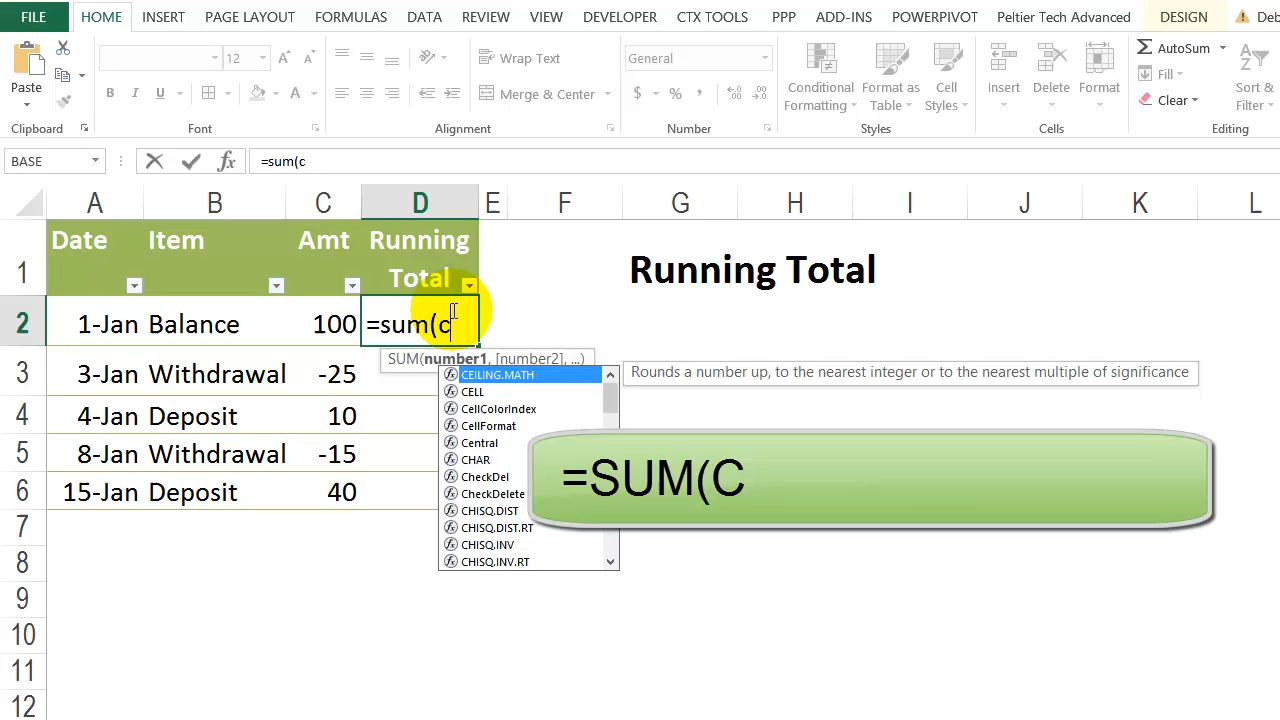 FILE HOME INSERT PAGE LAYOUT FORMULAS DATA REVIEW VIEW DEVELOPER CTX TOOLS PPP ADD-INS POWERPIVOT Peltier Tech Advanced DESIGN Deb
Paste
12
Wrap Text
Merge & Center
General
$ % ,
Conditional Formatting
Format as Table
Cell Styles
Insert
Delete
Format
AutoSum
Fill
Clear
Sort & Filter
Clipboard Font Alignment Number Styles Cells Editing
BASE fx =sum(c
A B C D E F G H I J K L
1 Date Item Amt Running Total
Running Total
2 1-Jan Balance 100 =sum(c
SUM(number1, [number2], ...)
3 3-Jan Withdrawal -25
4 4-Jan Deposit 10
5 8-Jan Withdrawal -15
6 15-Jan Deposit 40
7
8
9
10
11
12
CEILING.MATH
Rounds a number up, to the nearest integer or to the nearest multiple of significance
CELL
CellColorIndex
CellFormat
Central
CHAR
CheckDel
CheckDelete
CHISQ.DIST
CHISQ.DIST.RT
CHISQ.INV
CHISQ.INV.RT
=SUM(C